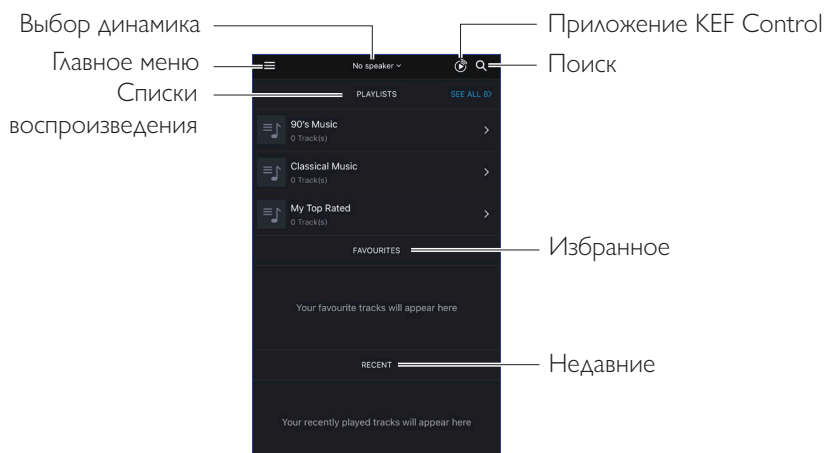 Выбор динамика
Приложение KEF Control
Главное меню
Поиск
Списки
воспроизведения
No speaker
PLAYLISTS
SEE ALL 8>
90's Music
0 Track(s)
Classical Music
0 Track(s)
My Top Rated
0 Track(s)
FAVOURITES
Избранное
Your favourite tracks will appear here
RECENT
Недавние
Your recently played tracks will appear here